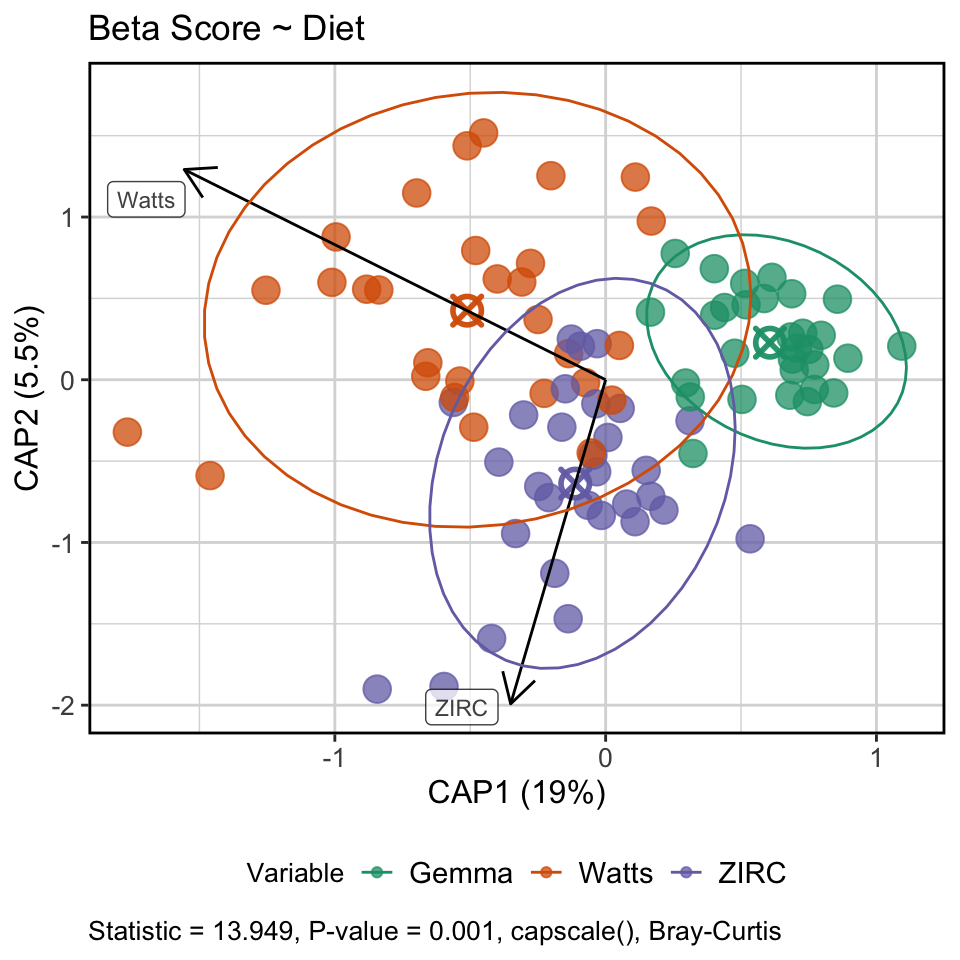 Beta Score ~ Diet
Watts
1
0
-1
-2
CAP2 (5.5%)
ZIRC
-1 0 1
CAP1 (19%)
Variable Gemma Watts ZIRC
Statistic = 13.949, P-value = 0.001, capscale(), Bray-Curtis